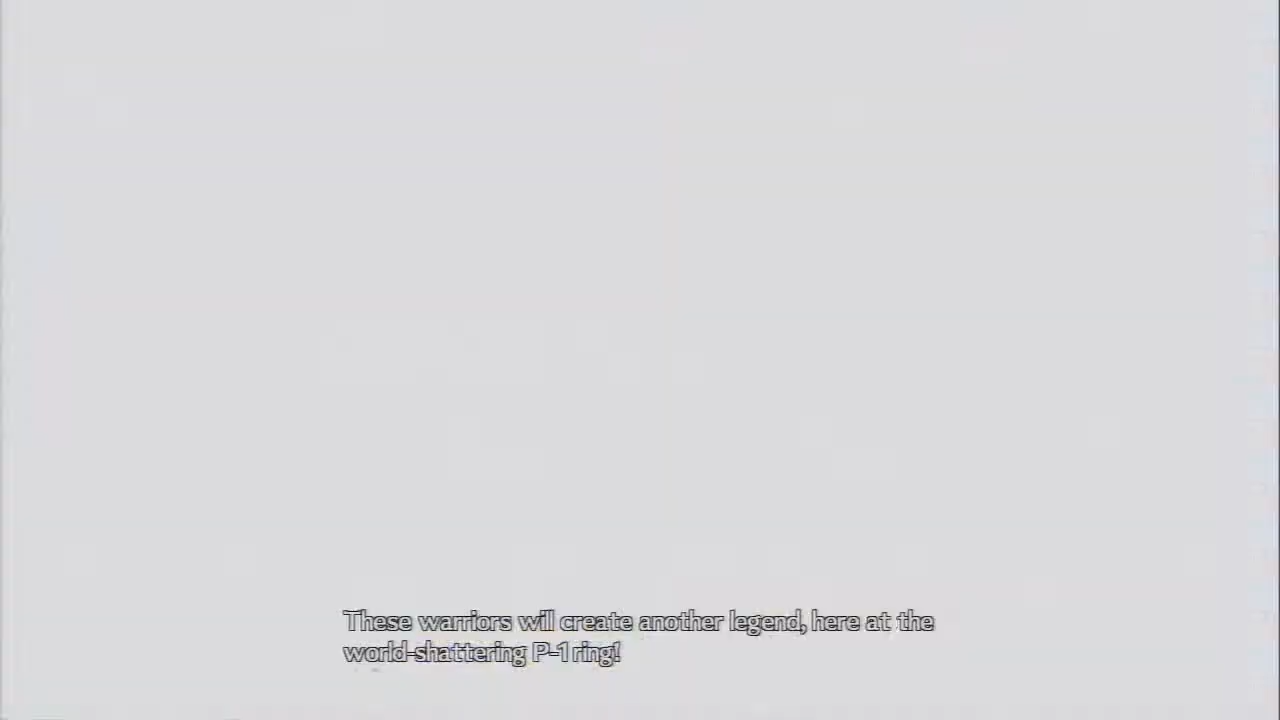 These warriors will create another legend, here at the
world-shattering P-1 ring!